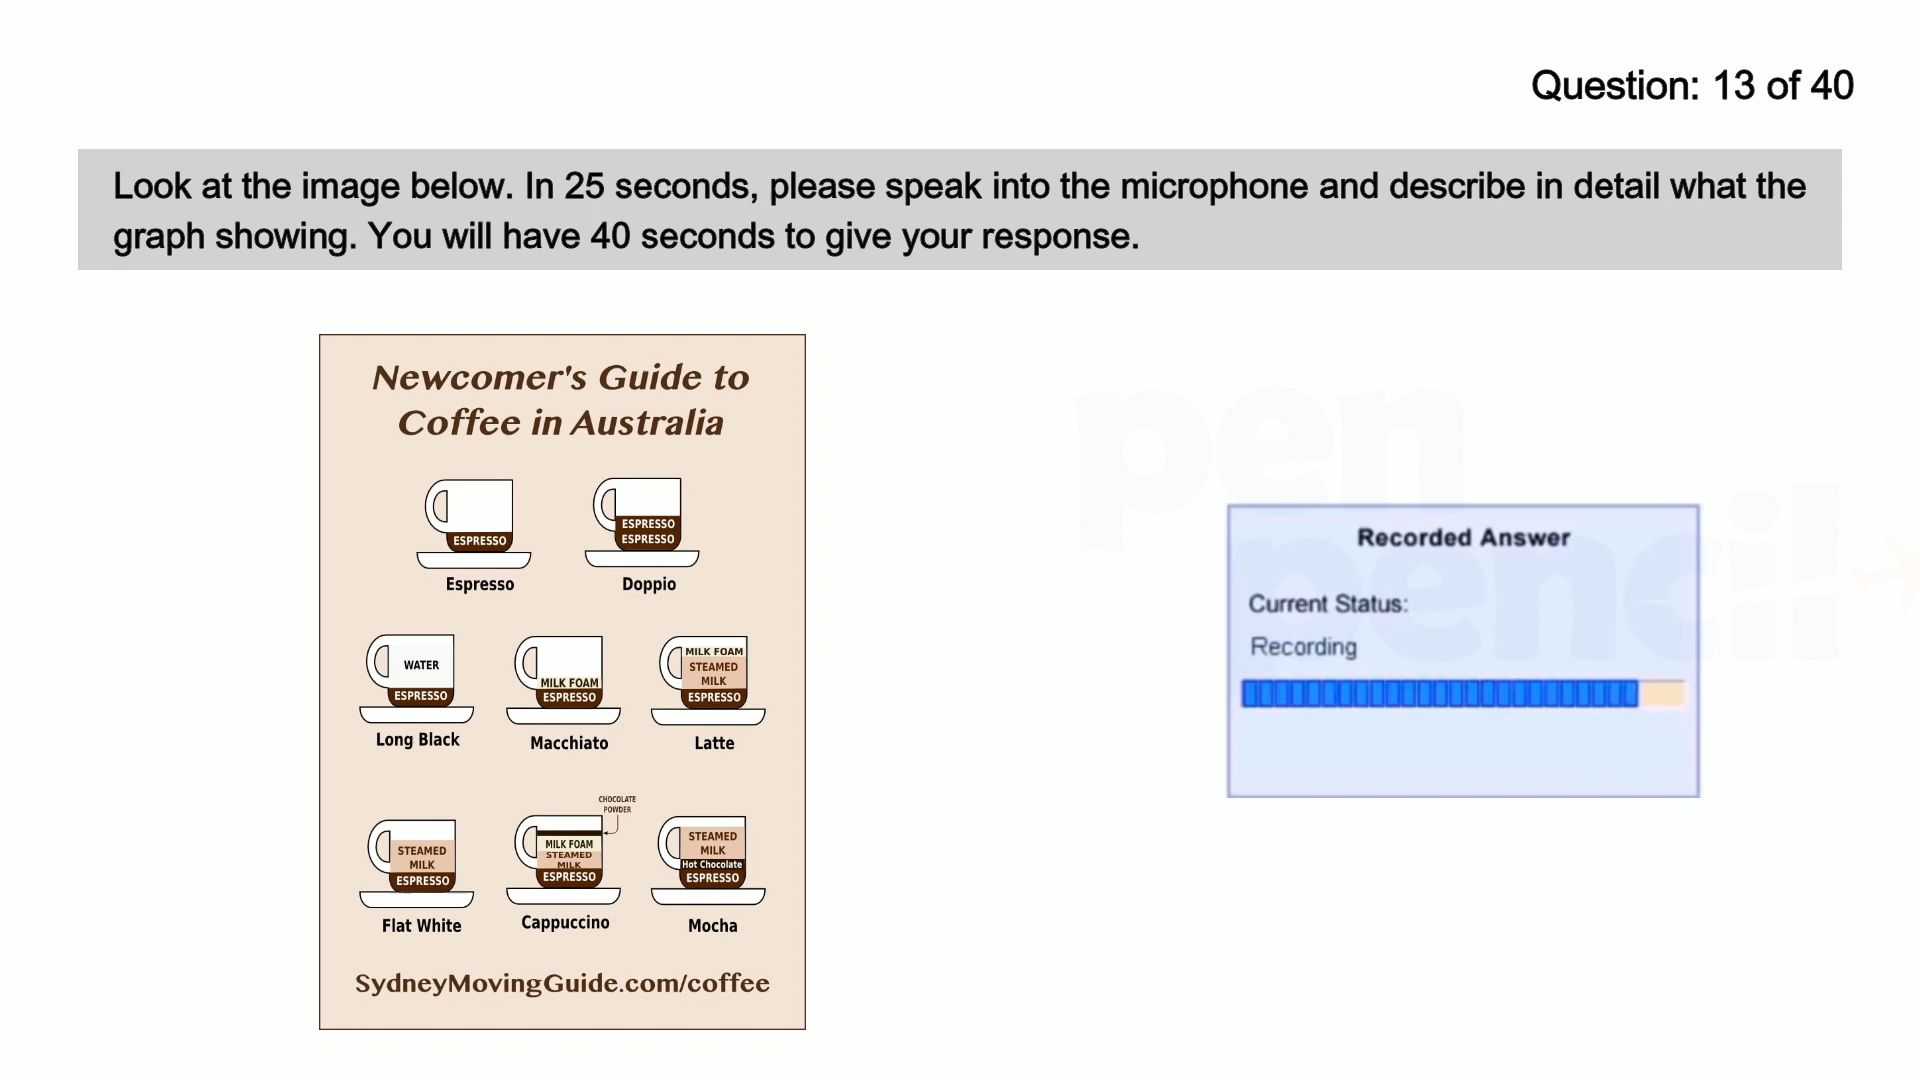 Question: 13 of 40
Look at the image below. In 25 seconds, please speak into the microphone and describe in detail what the
graph showing. You will have 40 seconds to give your response.
Newcomer's Guide to
Coffee in Australia
ESPRESSO
Espresso
ESPRESSO
ESPRESSO
Doppio
WATER
ESPRESSO
Long Black
MILK FOAM
ESPRESSO
Macchiato
MILK FOAM
STEAMED
MILK
ESPRESSO
Latte
STEAMED
MILK
ESPRESSO
Flat White
CHOCOLATE
POWDER
MILK FOAM
STEAMED
MILK
ESPRESSO
Cappuccino
STEAMED
MILK
Hot Chocolate
ESPRESSO
Mocha
SydneyMovingGuide.com/coffee
pen
pencil
Recorded Answer
Current Status:
Recording